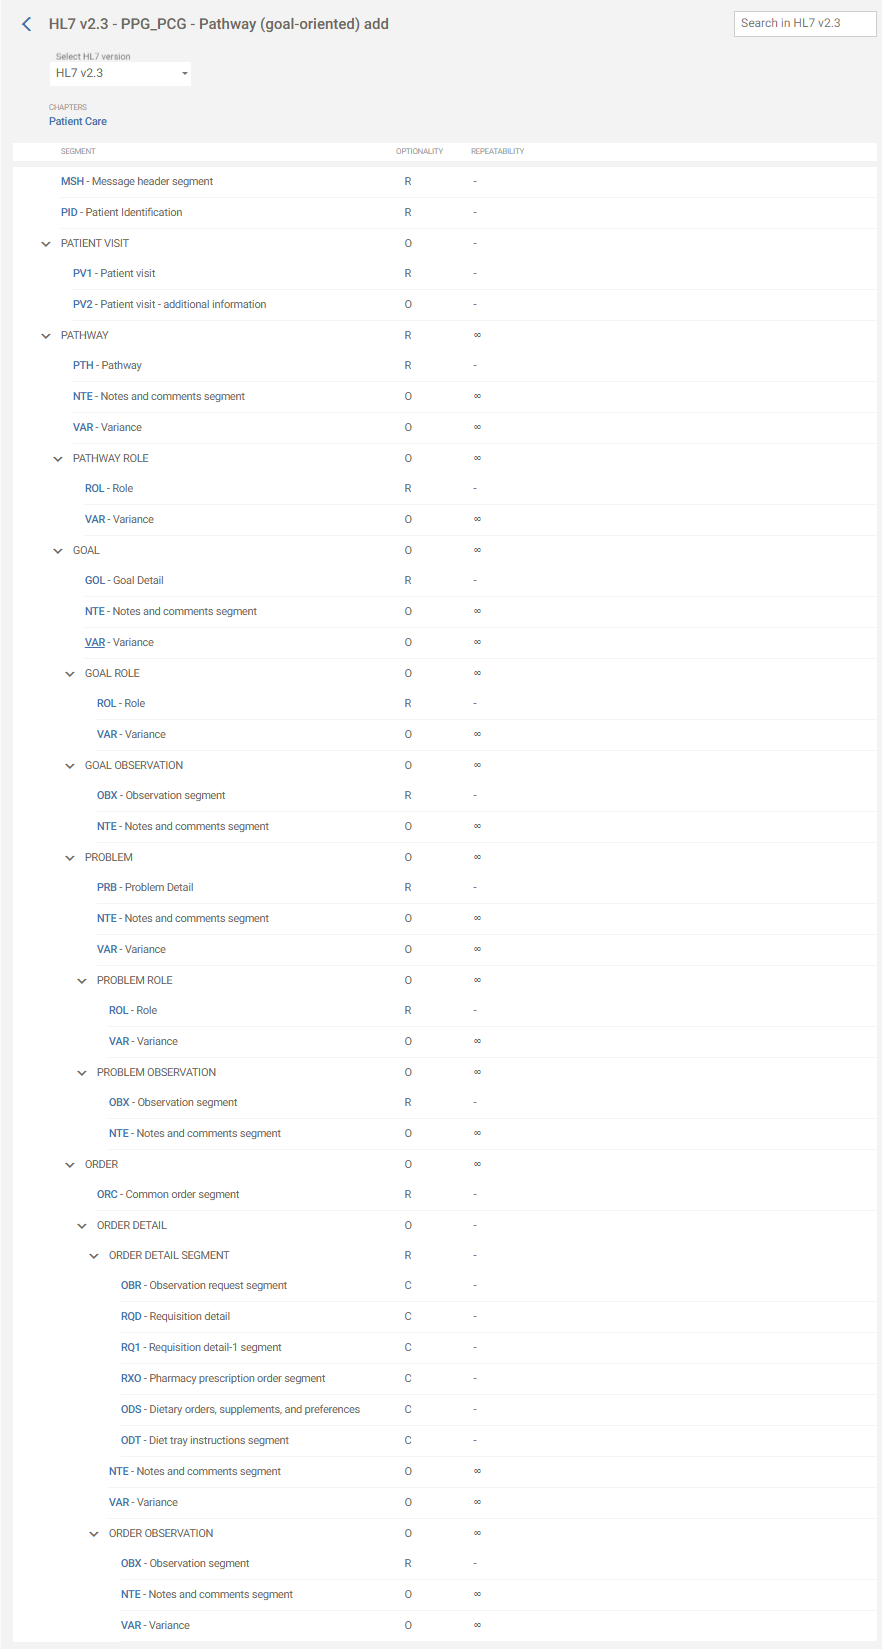 HL7 v2.3 - PPG_PCG - Pathway (goal-oriented) add
Search in HL7 v2.3
Select HL7 version
HL7 v2.3
CHAPTERS
Patient Care
SEGMENT OPTIONALITY REPEATABILITY
MSH - Message header segment R -
PID - Patient Identification R -
PATIENT VISIT O -
PV1 - Patient visit R -
PV2 - Patient visit - additional information O -
PATHWAY R ∞
PTH - Pathway R -
NTE - Notes and comments segment O ∞
VAR - Variance O ∞
PATHWAY ROLE O ∞
ROL - Role R -
VAR - Variance O ∞
GOAL O ∞
GOL - Goal Detail R -
NTE - Notes and comments segment O ∞
VAR - Variance O ∞
GOAL ROLE O ∞
ROL - Role R -
VAR - Variance O ∞
GOAL OBSERVATION O ∞
OBX - Observation segment R -
NTE - Notes and comments segment O ∞
PROBLEM O ∞
PRB - Problem Detail R -
NTE - Notes and comments segment O ∞
VAR - Variance O ∞
PROBLEM ROLE O ∞
ROL - Role R -
VAR - Variance O ∞
PROBLEM OBSERVATION O ∞
OBX - Observation segment R -
NTE - Notes and comments segment O ∞
ORDER O ∞
ORC - Common order segment R -
ORDER DETAIL O -
ORDER DETAIL SEGMENT R -
OBR - Observation request segment C -
RQD - Requisition detail C -
RQ1 - Requisition detail-1 segment C -
RXO - Pharmacy prescription order segment C -
ODS - Dietary orders, supplements, and preferences C -
ODT - Diet tray instructions segment C -
NTE - Notes and comments segment O ∞
VAR - Variance O ∞
ORDER OBSERVATION O ∞
OBX - Observation segment R -
NTE - Notes and comments segment O ∞
VAR - Variance O ∞